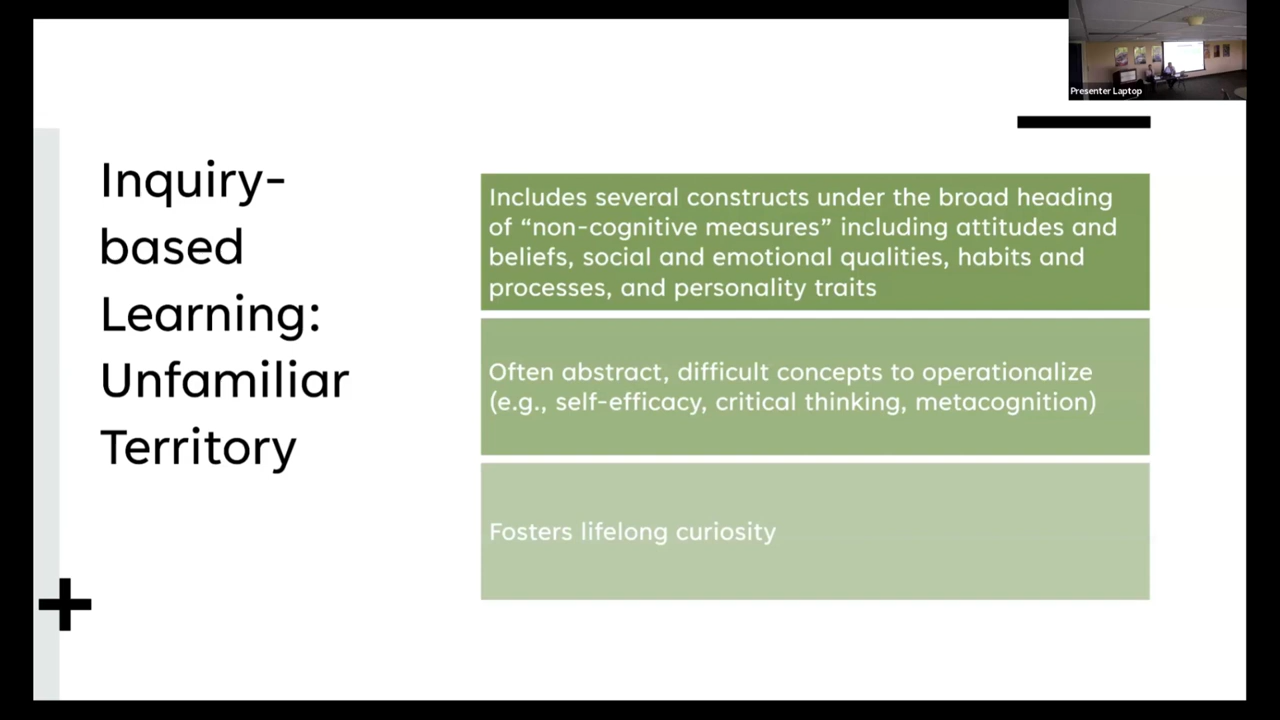 Presenter Laptop
Inquiry-
based
Learning:
Unfamiliar
Territory
Includes several constructs under the broad heading
of “non-cognitive measures” including attitudes and
beliefs, social and emotional qualities, habits and
processes, and personality traits
Often abstract, difficult concepts to operationalize
(e.g., self-efficacy, critical thinking, metacognition)
Fosters lifelong curiosity